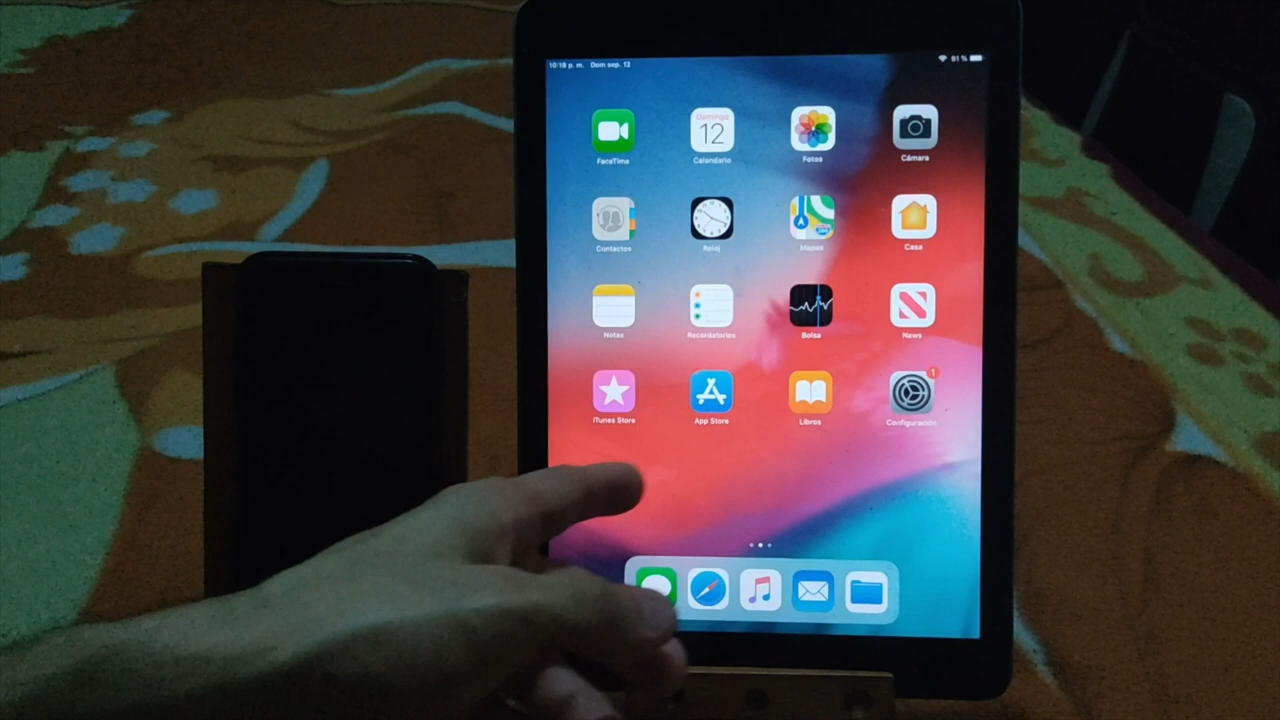 10:18 p. m. Dom sep. 12
91 %
FaceTime
Domingo
12
Calendario
Fotos
Cámara
Contactos
Reloj
Mapas
Casa
Notas
Recordatorios
Bolsa
News
iTunes Store
App Store
Libros
1
Configuración